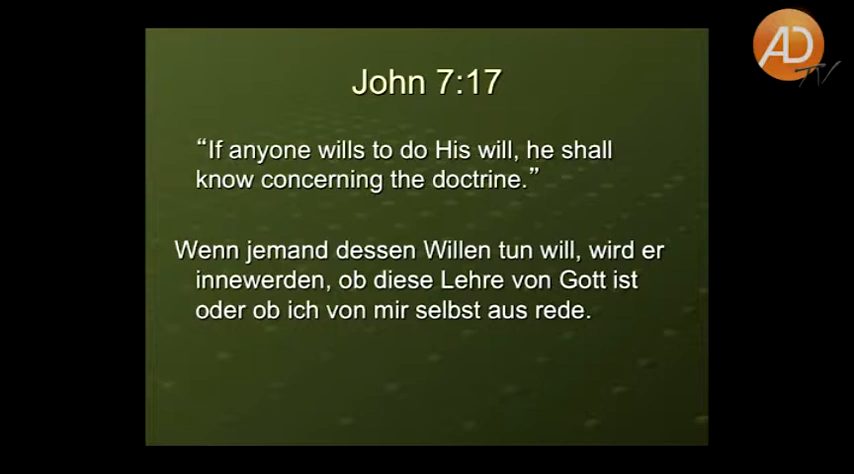 AD
TV
John 7:17
“If anyone wills to do His will, he shall
know concerning the doctrine.”
Wenn jemand dessen Willen tun will, wird er
innewerden, ob diese Lehre von Gott ist
oder ob ich von mir selbst aus rede.